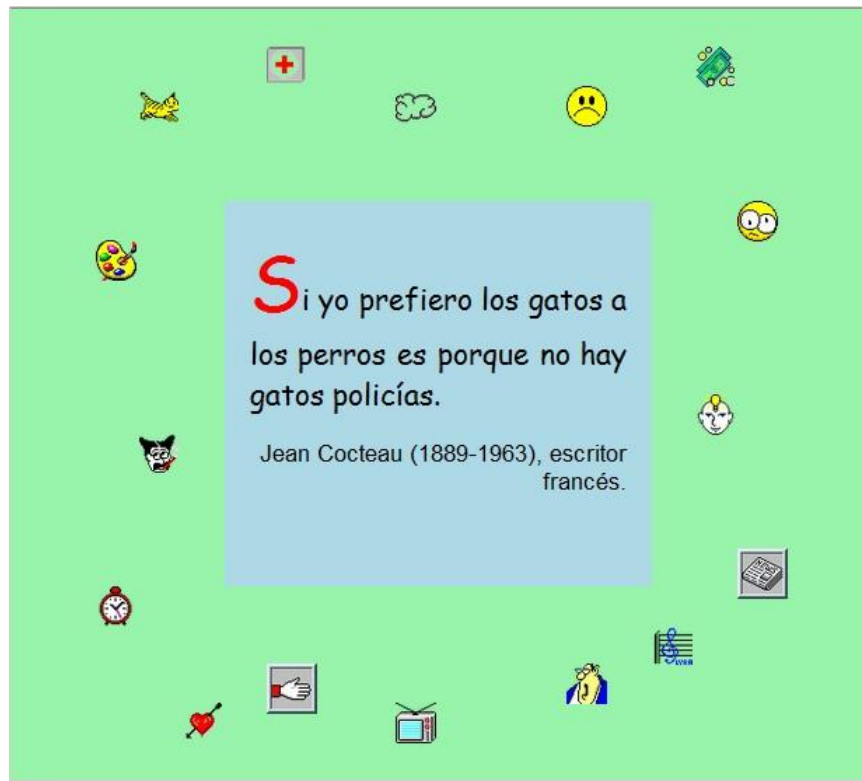 Si yo prefiero los gatos a
los perros es porque no hay
gatos policías.
Jean Cocteau (1889-1963), escritor
francés.